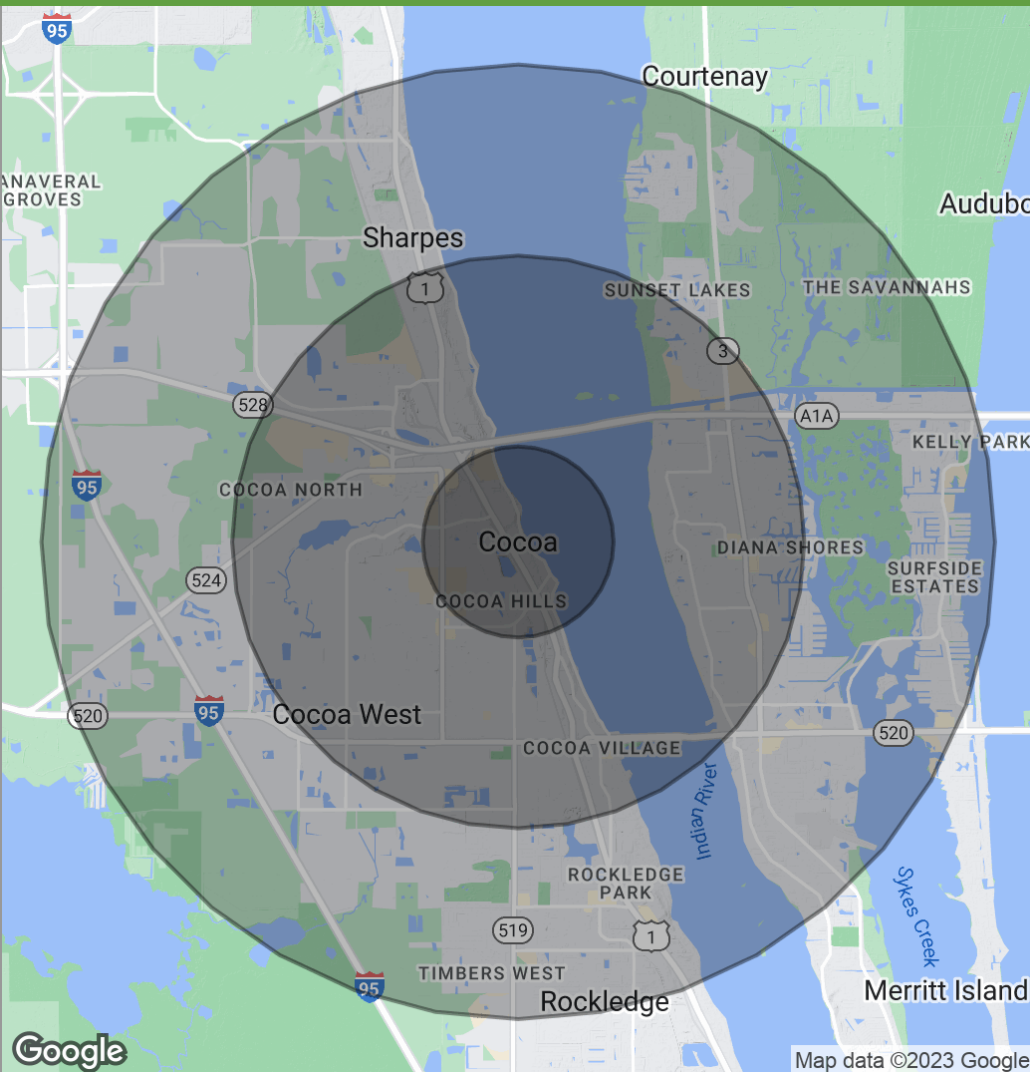 95
Courtenay
ANAVERAL
GROVES
Audubo
Sharpes
1
SUNSET LAKES
THE SAVANNAHS
3
528
A1A
KELLY PARK
95
COCOA NORTH
Cocoa
DIANA SHORES
524
SURFSIDE
ESTATES
COCOA HILLS
520
95
Cocoa West
COCOA VILLAGE
520
Indian River
ROCKLEDGE
PARK
Sykes Creek
519
1
TIMBERS WEST
95
Rockledge
Merritt Island
Google
Map data ©2023 Google